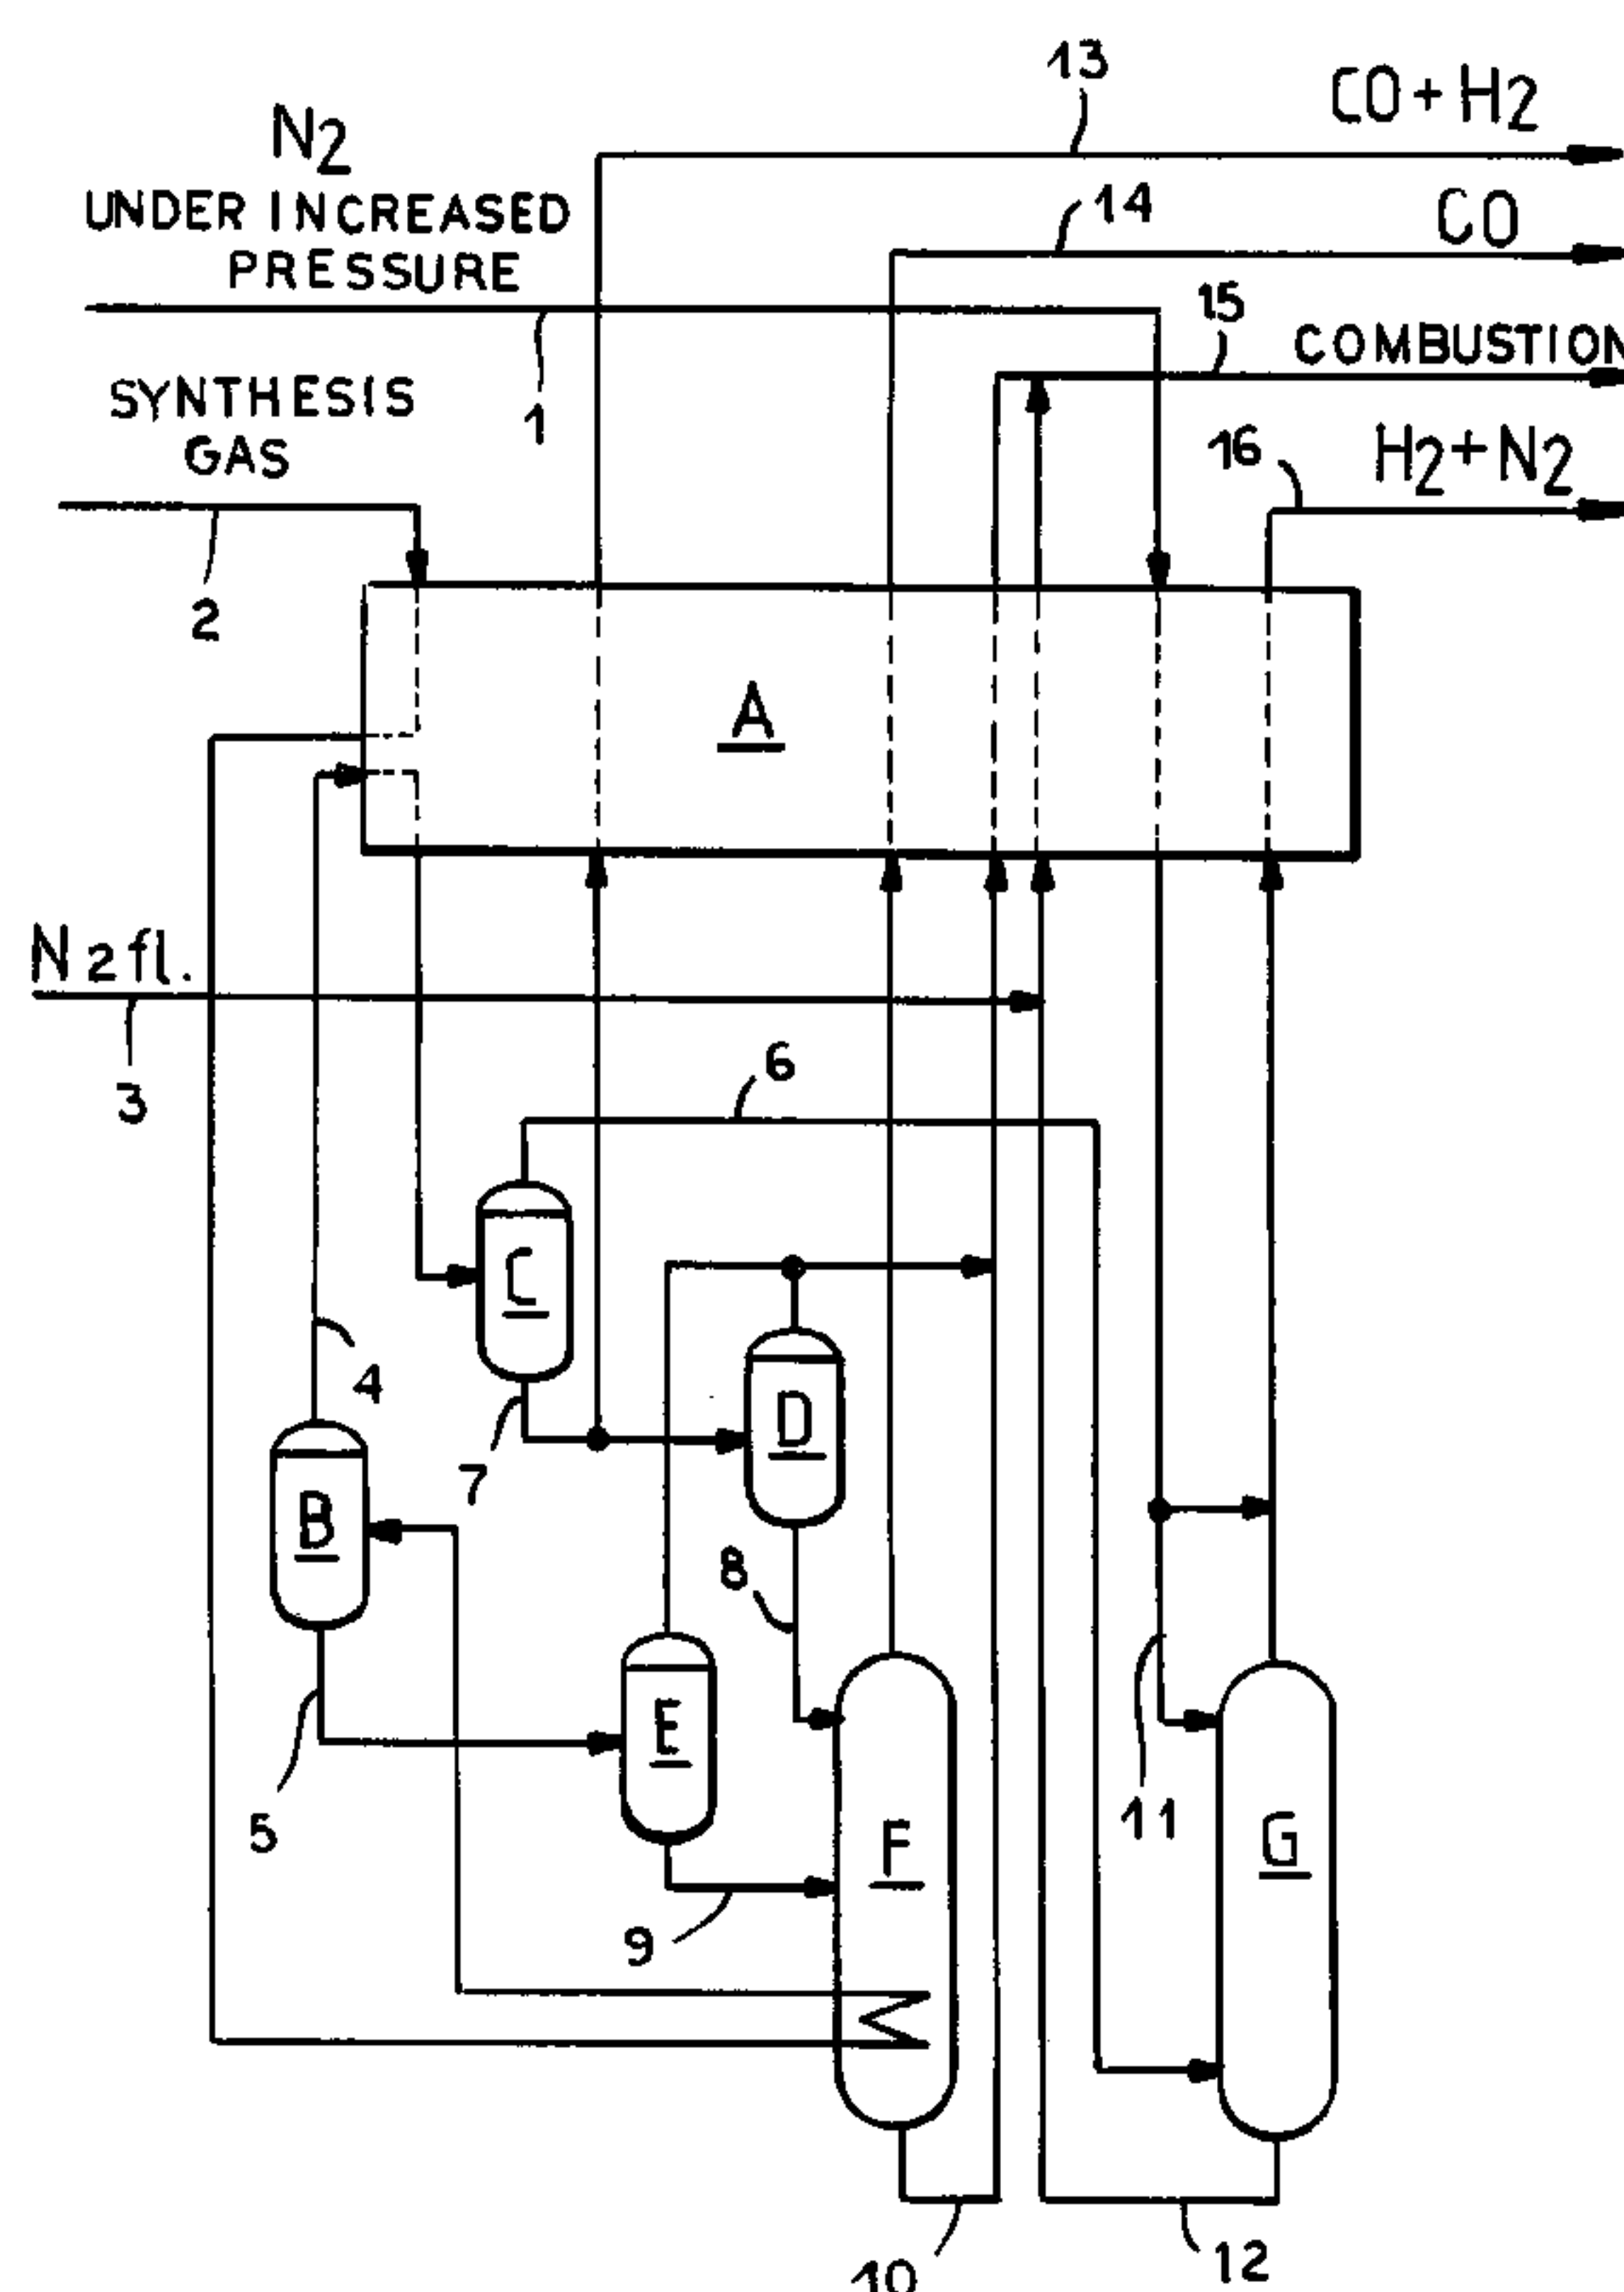 13
CO+H2
N2
UNDER INCREASED
PRESSURE
14
CO
15
COMBUSTION
SYNTHESIS
GAS
1
16
H2+N2
2
A
N2fl.
3
6
C
4
D
7
B
8
E
5
11
F
G
9
10
12